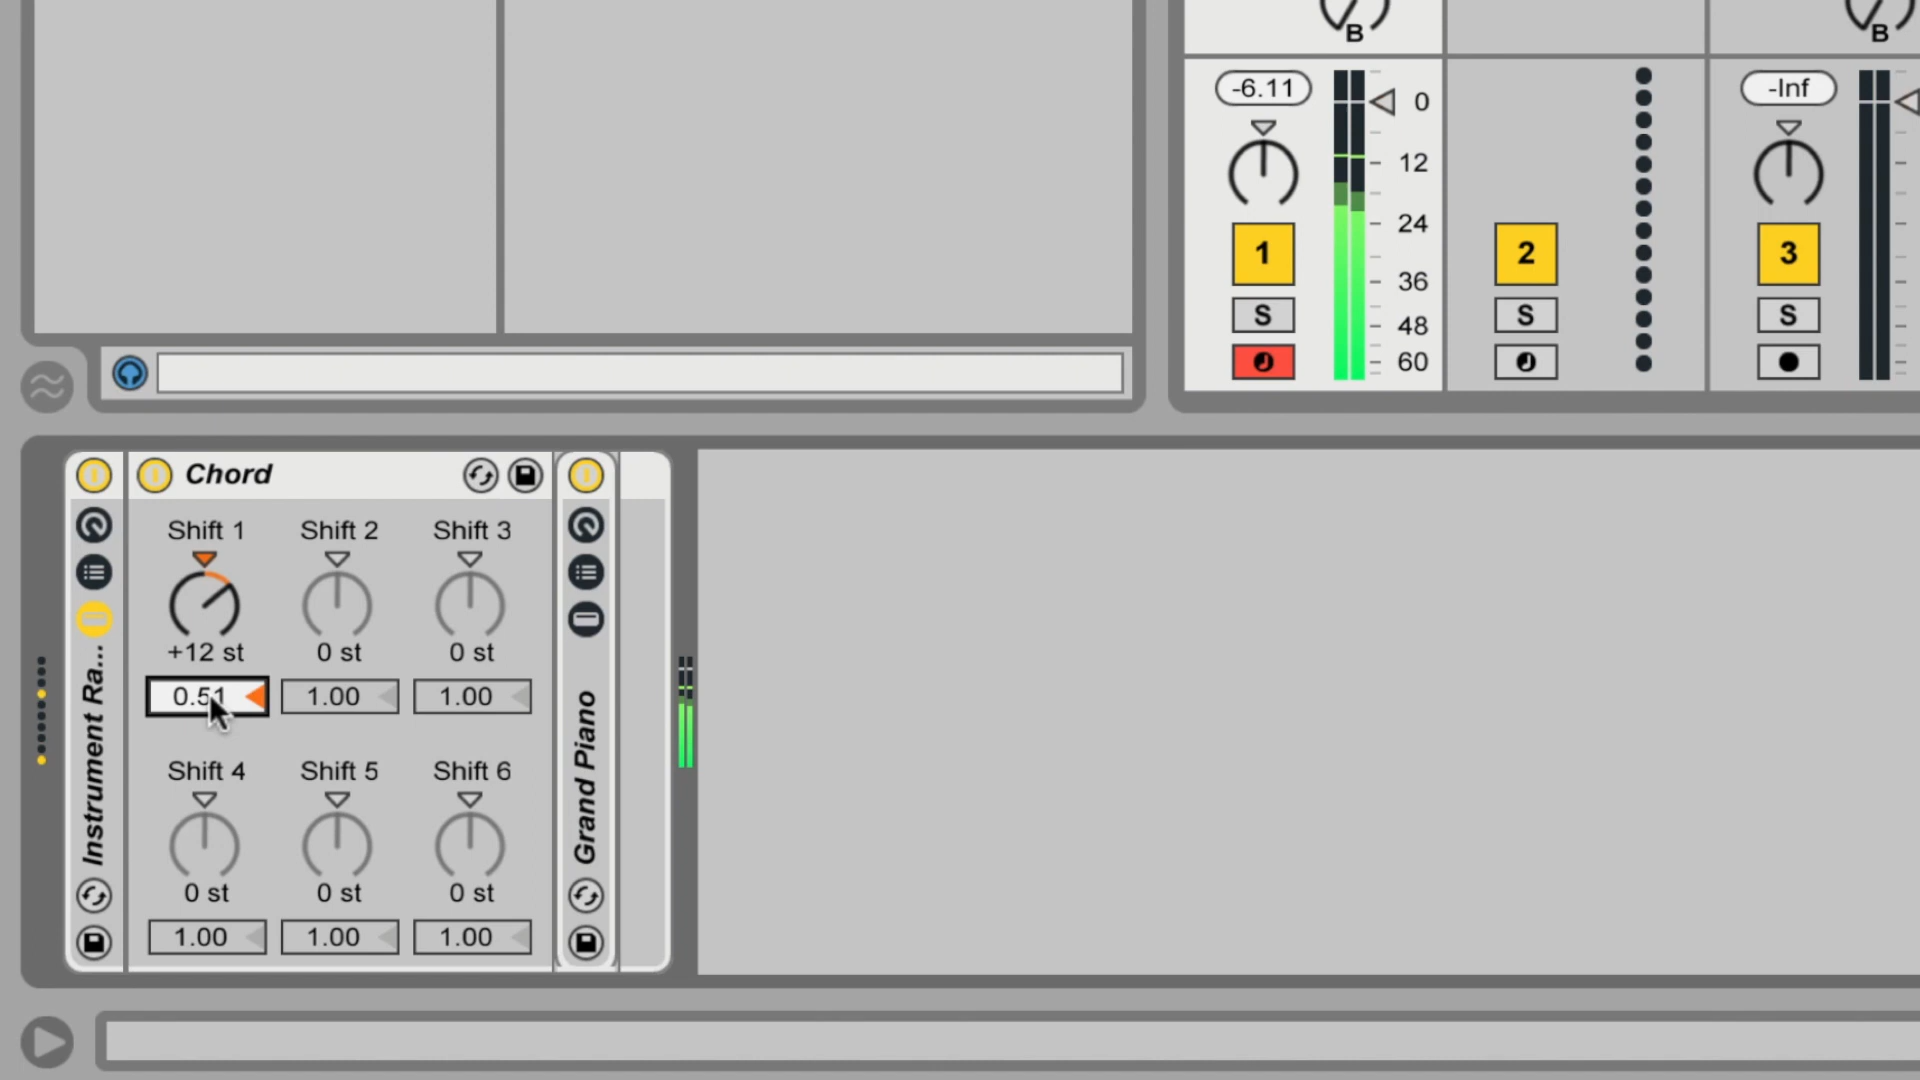 B
B
-6.11
0
12
24
36
48
60
1
S
2
S
-Inf
3
S
Chord
Shift 1
Shift 2
Shift 3
+12 st
0 st
0 st
0.51
1.00
1.00
Shift 4
Shift 5
Shift 6
0 st
0 st
0 st
1.00
1.00
1.00
Instrument Ra...
Grand Piano